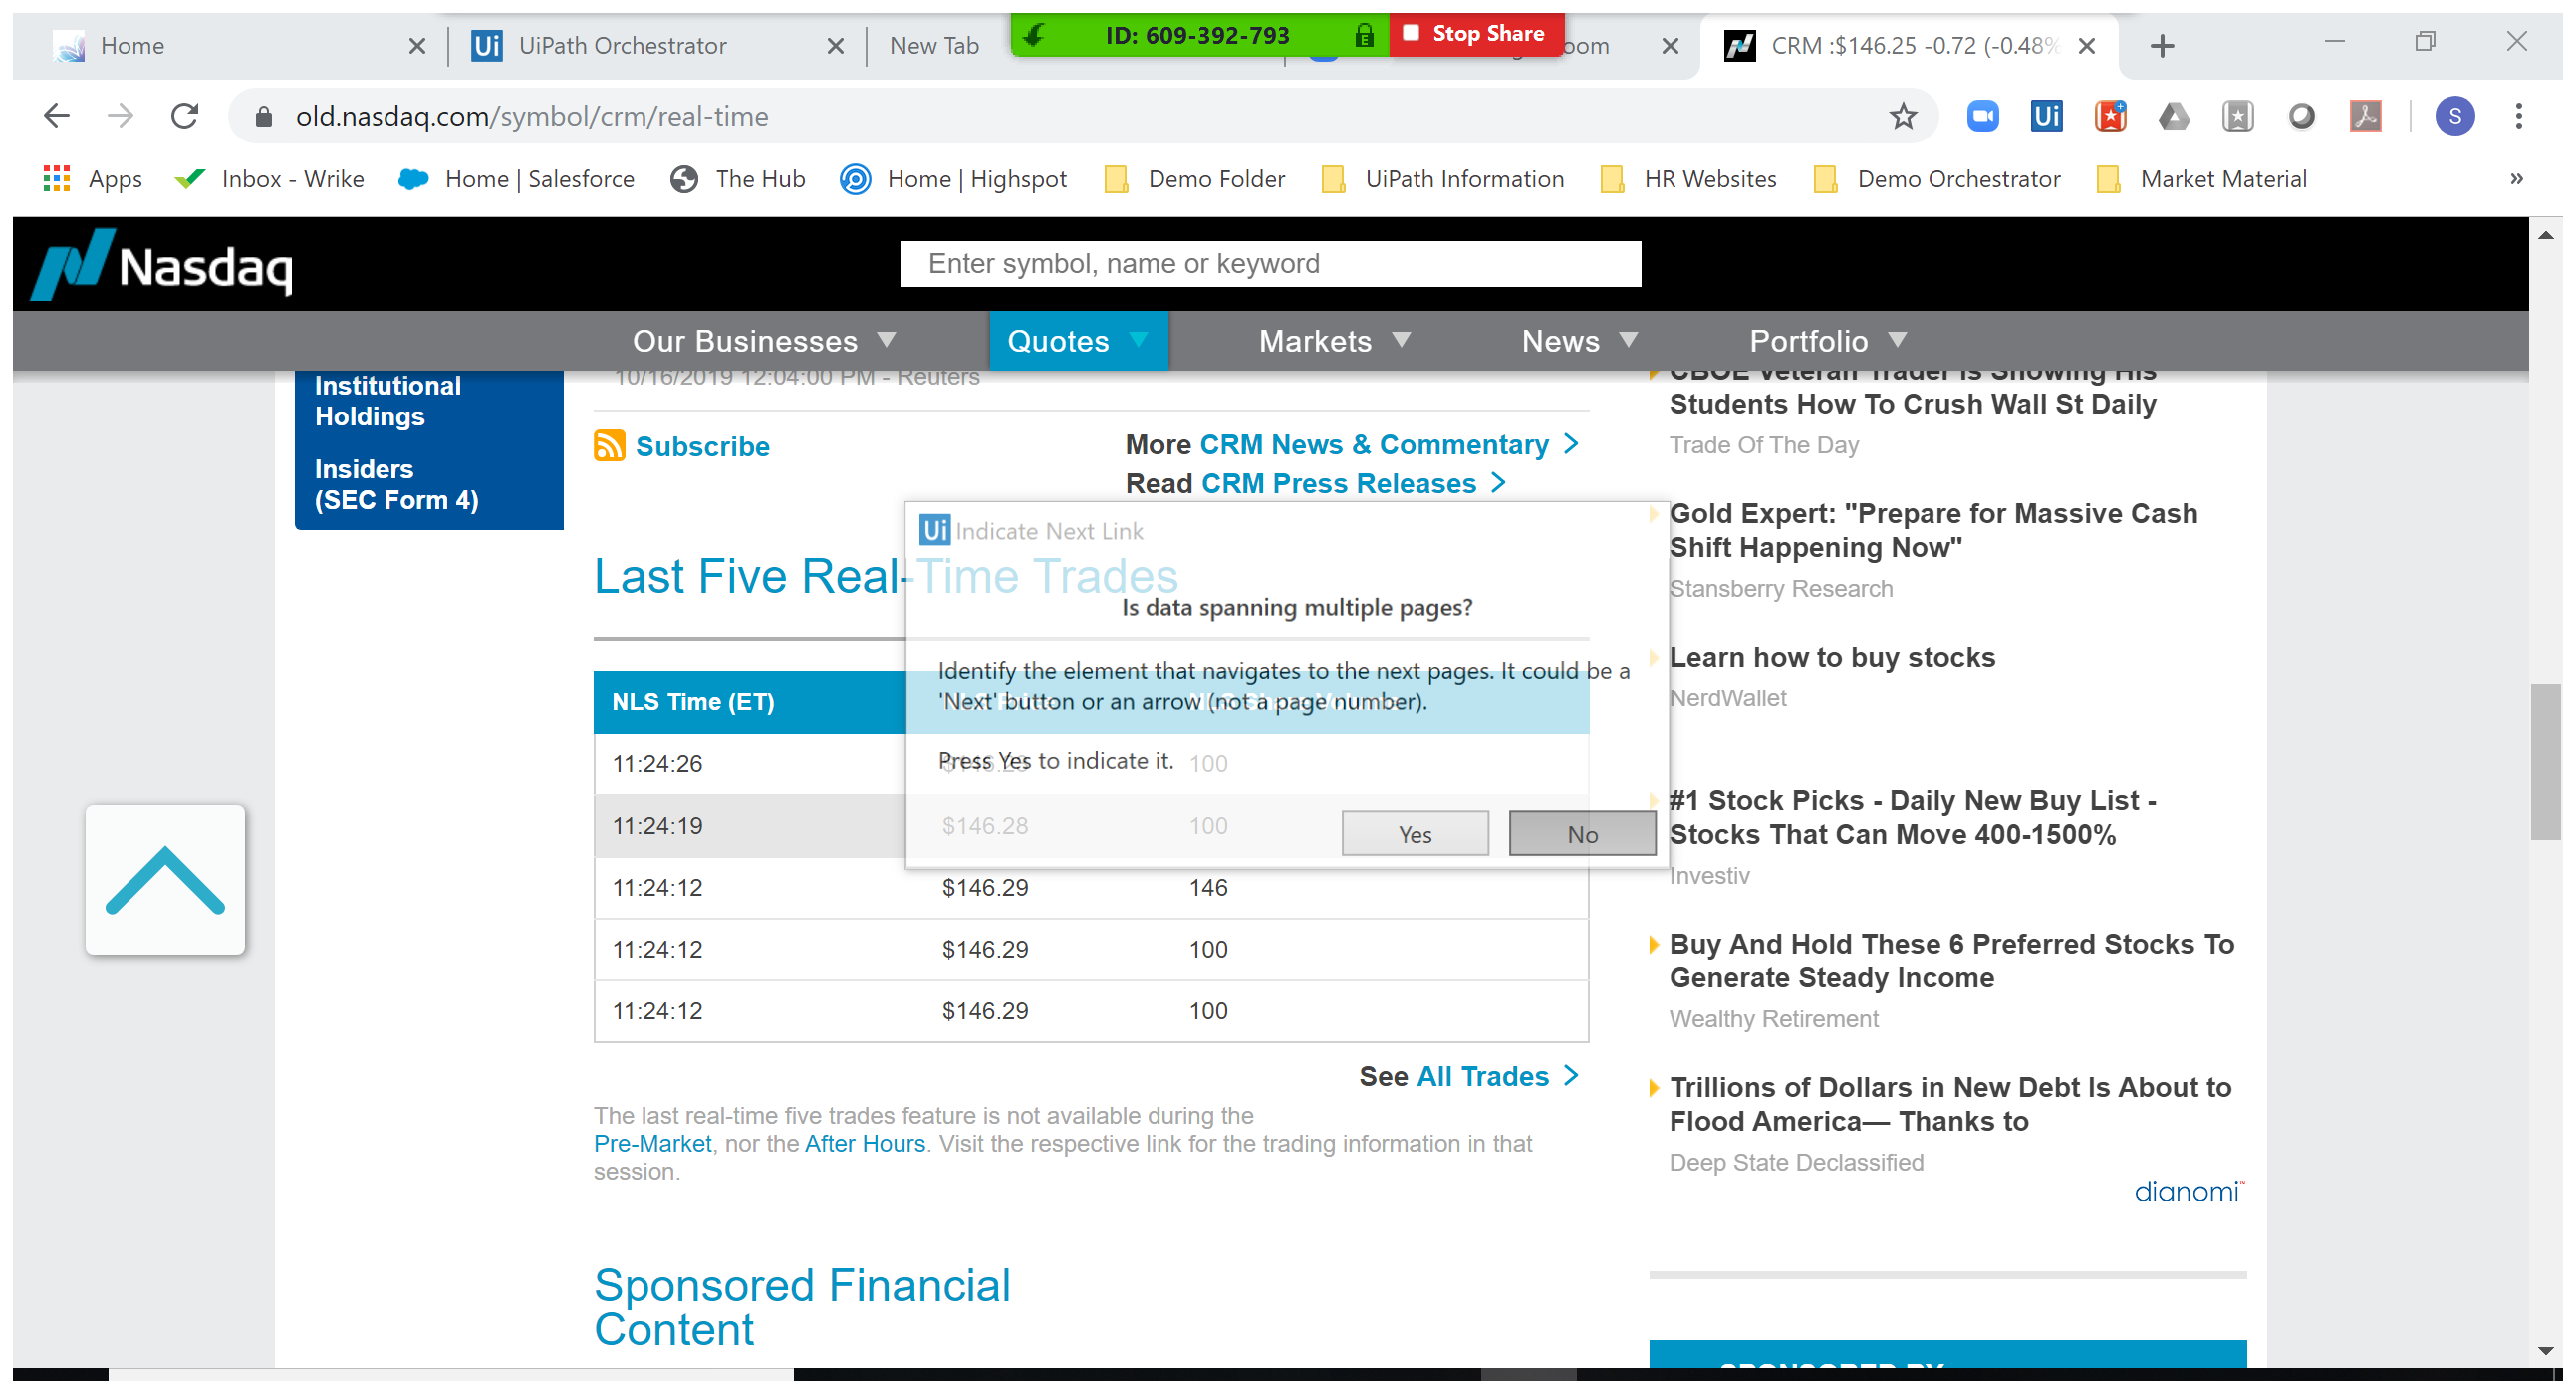 Home
UiPath Orchestrator
New Tab
ID: 609-392-793
Stop Share
oom
CRM :$146.25 -0.72 (-0.48%
old.nasdaq.com/symbol/crm/real-time
S
Apps
Inbox - Wrike
Home | Salesforce
The Hub
Home | Highspot
Demo Folder
UiPath Information
HR Websites
Demo Orchestrator
Market Material
»
Nasdaq
Enter symbol, name or keyword
Our Businesses
Quotes
Markets
News
Portfolio
Institutional
Holdings
Insiders
(SEC Form 4)
10/16/2019 12:04:00 PM - Reuters
Subscribe
More CRM News & Commentary
Read CRM Press Releases
Ui Indicate Next Link
Last Five Real-Time Trades
Is data spanning multiple pages?
Identify the element that navigates to the next pages. It could be a
'Next' button or an arrow (not a page number).
Press Yes to indicate it.
Yes
No
NLS Time (ET)
11:24:26 100
11:24:19 $146.28 100
11:24:12 $146.29 146
11:24:12 $146.29 100
11:24:12 $146.29 100
See All Trades
The last real-time five trades feature is not available during the
Pre-Market, nor the After Hours. Visit the respective link for the trading information in that
session.
Sponsored Financial
Content
CBOE Veteran Trader Is Showing His
Students How To Crush Wall St Daily
Trade Of The Day
Gold Expert: "Prepare for Massive Cash
Shift Happening Now"
Stansberry Research
Learn how to buy stocks
NerdWallet
#1 Stock Picks - Daily New Buy List -
Stocks That Can Move 400-1500%
Investiv
Buy And Hold These 6 Preferred Stocks To
Generate Steady Income
Wealthy Retirement
Trillions of Dollars in New Debt Is About to
Flood America— Thanks to
Deep State Declassified
dianomi™
SPONSORED BY